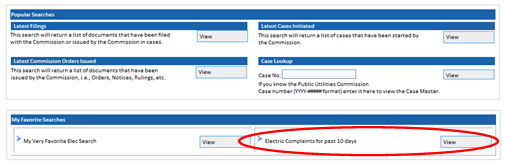 Popular Searches
Latest Filings
This search will return a list of documents that have been filed
with the Commission or issued by the Commission in cases.
View
Latest Cases Initiated
This search will return a list of cases that have been started by
the Commission.
View
Latest Commission Orders Issued
This search will return a list of documents that have been
issued by the Commission, i.e., Orders, Notices, Rulings, etc.
View
Case Lookup
Case No:
View
If you know the Public Utilities Commission
Case number (YYYY-##### format) enter it here to view the Case Master.
My Favorite Searches
My Very Favorite Elec Search
View
Electric Complaints for past 10 days
View